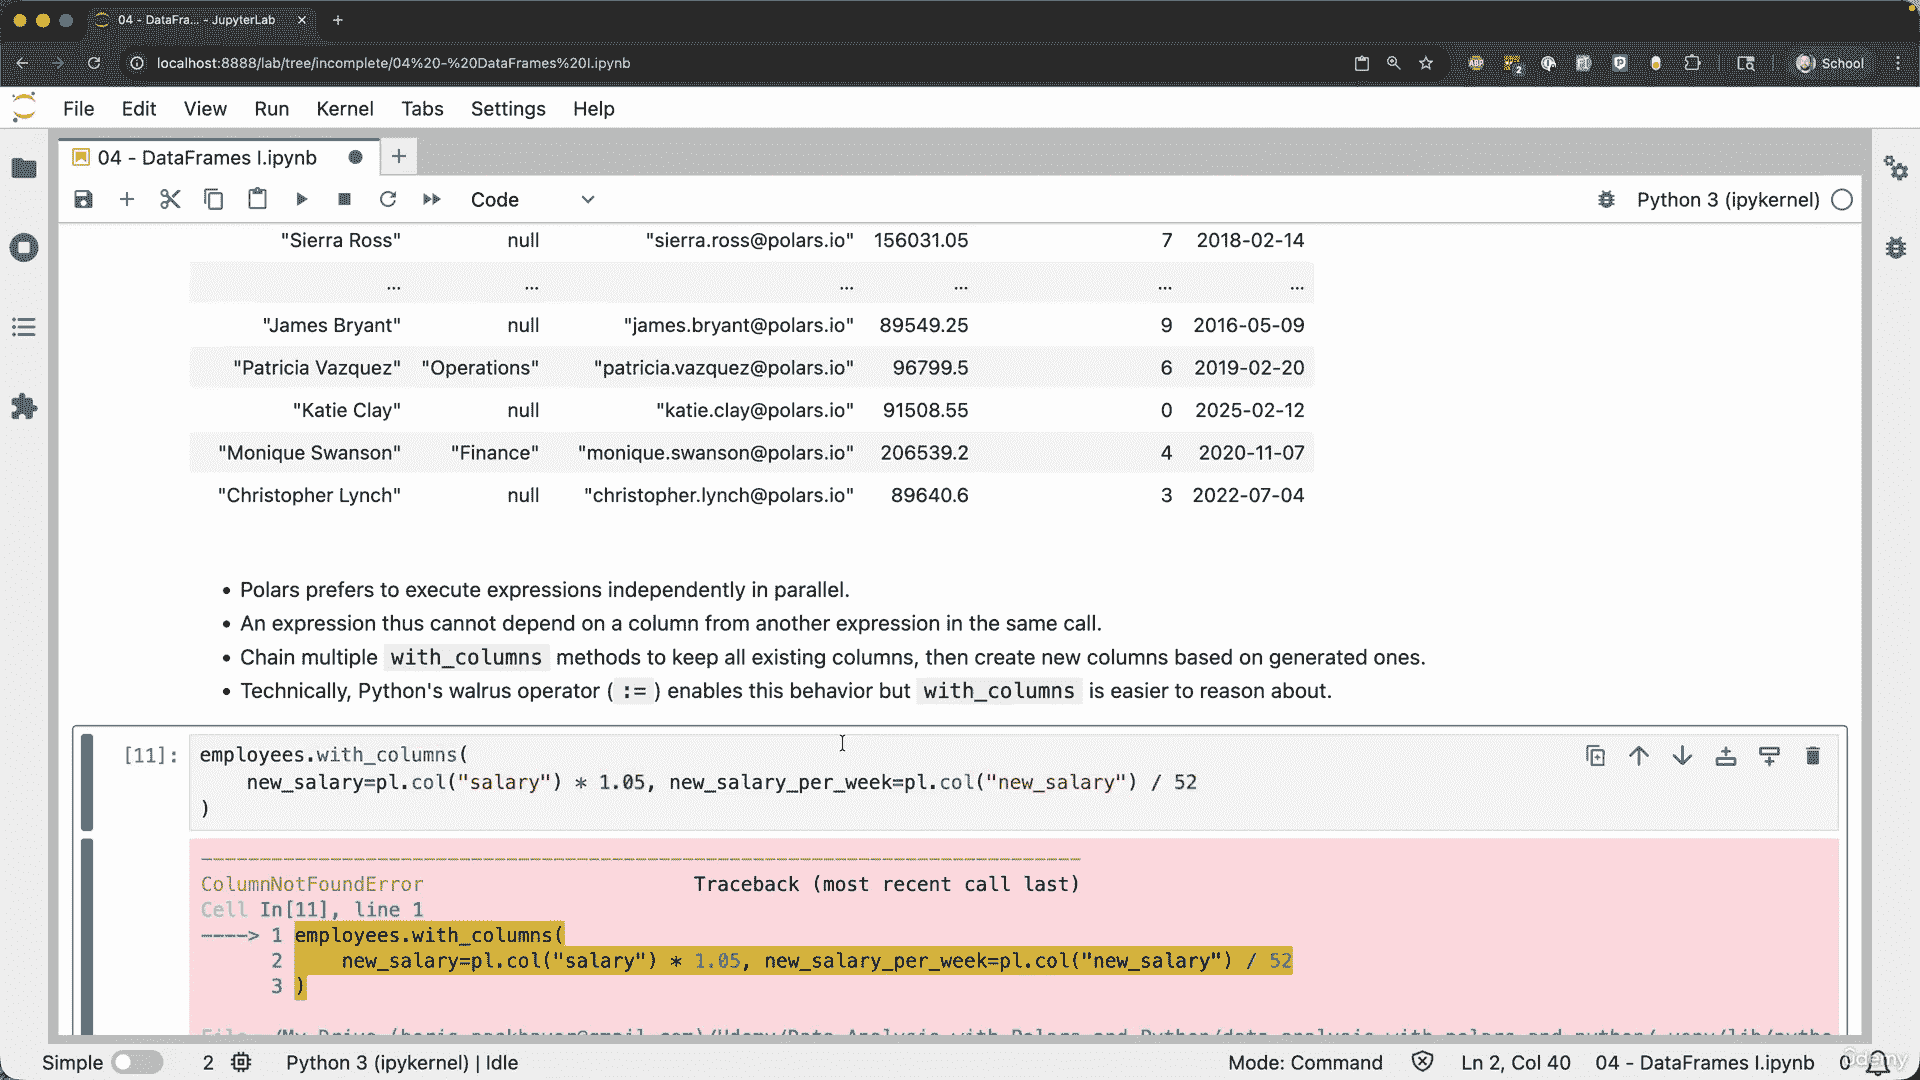 04 - DataFra... - JupyterLab
localhost:8888/lab/tree/incomplete/04%20-%20DataFrames%20I.ipynb
School
File Edit View Run Kernel Tabs Settings Help
04 - DataFrames I.ipynb
Code
Python 3 (ipykernel)
"Sierra Ross" null "sierra.ross@polars.io" 156031.05 7 2018-02-14
... ... ... ... ... ...
"James Bryant" null "james.bryant@polars.io" 89549.25 9 2016-05-09
"Patricia Vazquez" "Operations" "patricia.vazquez@polars.io" 96799.5 6 2019-02-20
"Katie Clay" null "katie.clay@polars.io" 91508.55 0 2025-02-12
"Monique Swanson" "Finance" "monique.swanson@polars.io" 206539.2 4 2020-11-07
"Christopher Lynch" null "christopher.lynch@polars.io" 89640.6 3 2022-07-04
• Polars prefers to execute expressions independently in parallel.
• An expression thus cannot depend on a column from another expression in the same call.
• Chain multiple with_columns methods to keep all existing columns, then create new columns based on generated ones.
• Technically, Python's walrus operator ( := ) enables this behavior but with_columns is easier to reason about.
[11]: employees.with_columns(
new_salary=pl.col("salary") * 1.05, new_salary_per_week=pl.col("new_salary") / 52
)
ColumnNotFoundError Traceback (most recent call last)
Cell In[11], line 1
----> 1 employees.with_columns(
2 new_salary=pl.col("salary") * 1.05, new_salary_per_week=pl.col("new_salary") / 52
3 )
Simple 2 Python 3 (ipykernel) | Idle Mode: Command Ln 2, Col 40 04 - DataFrames I.ipynb 0
Udemy